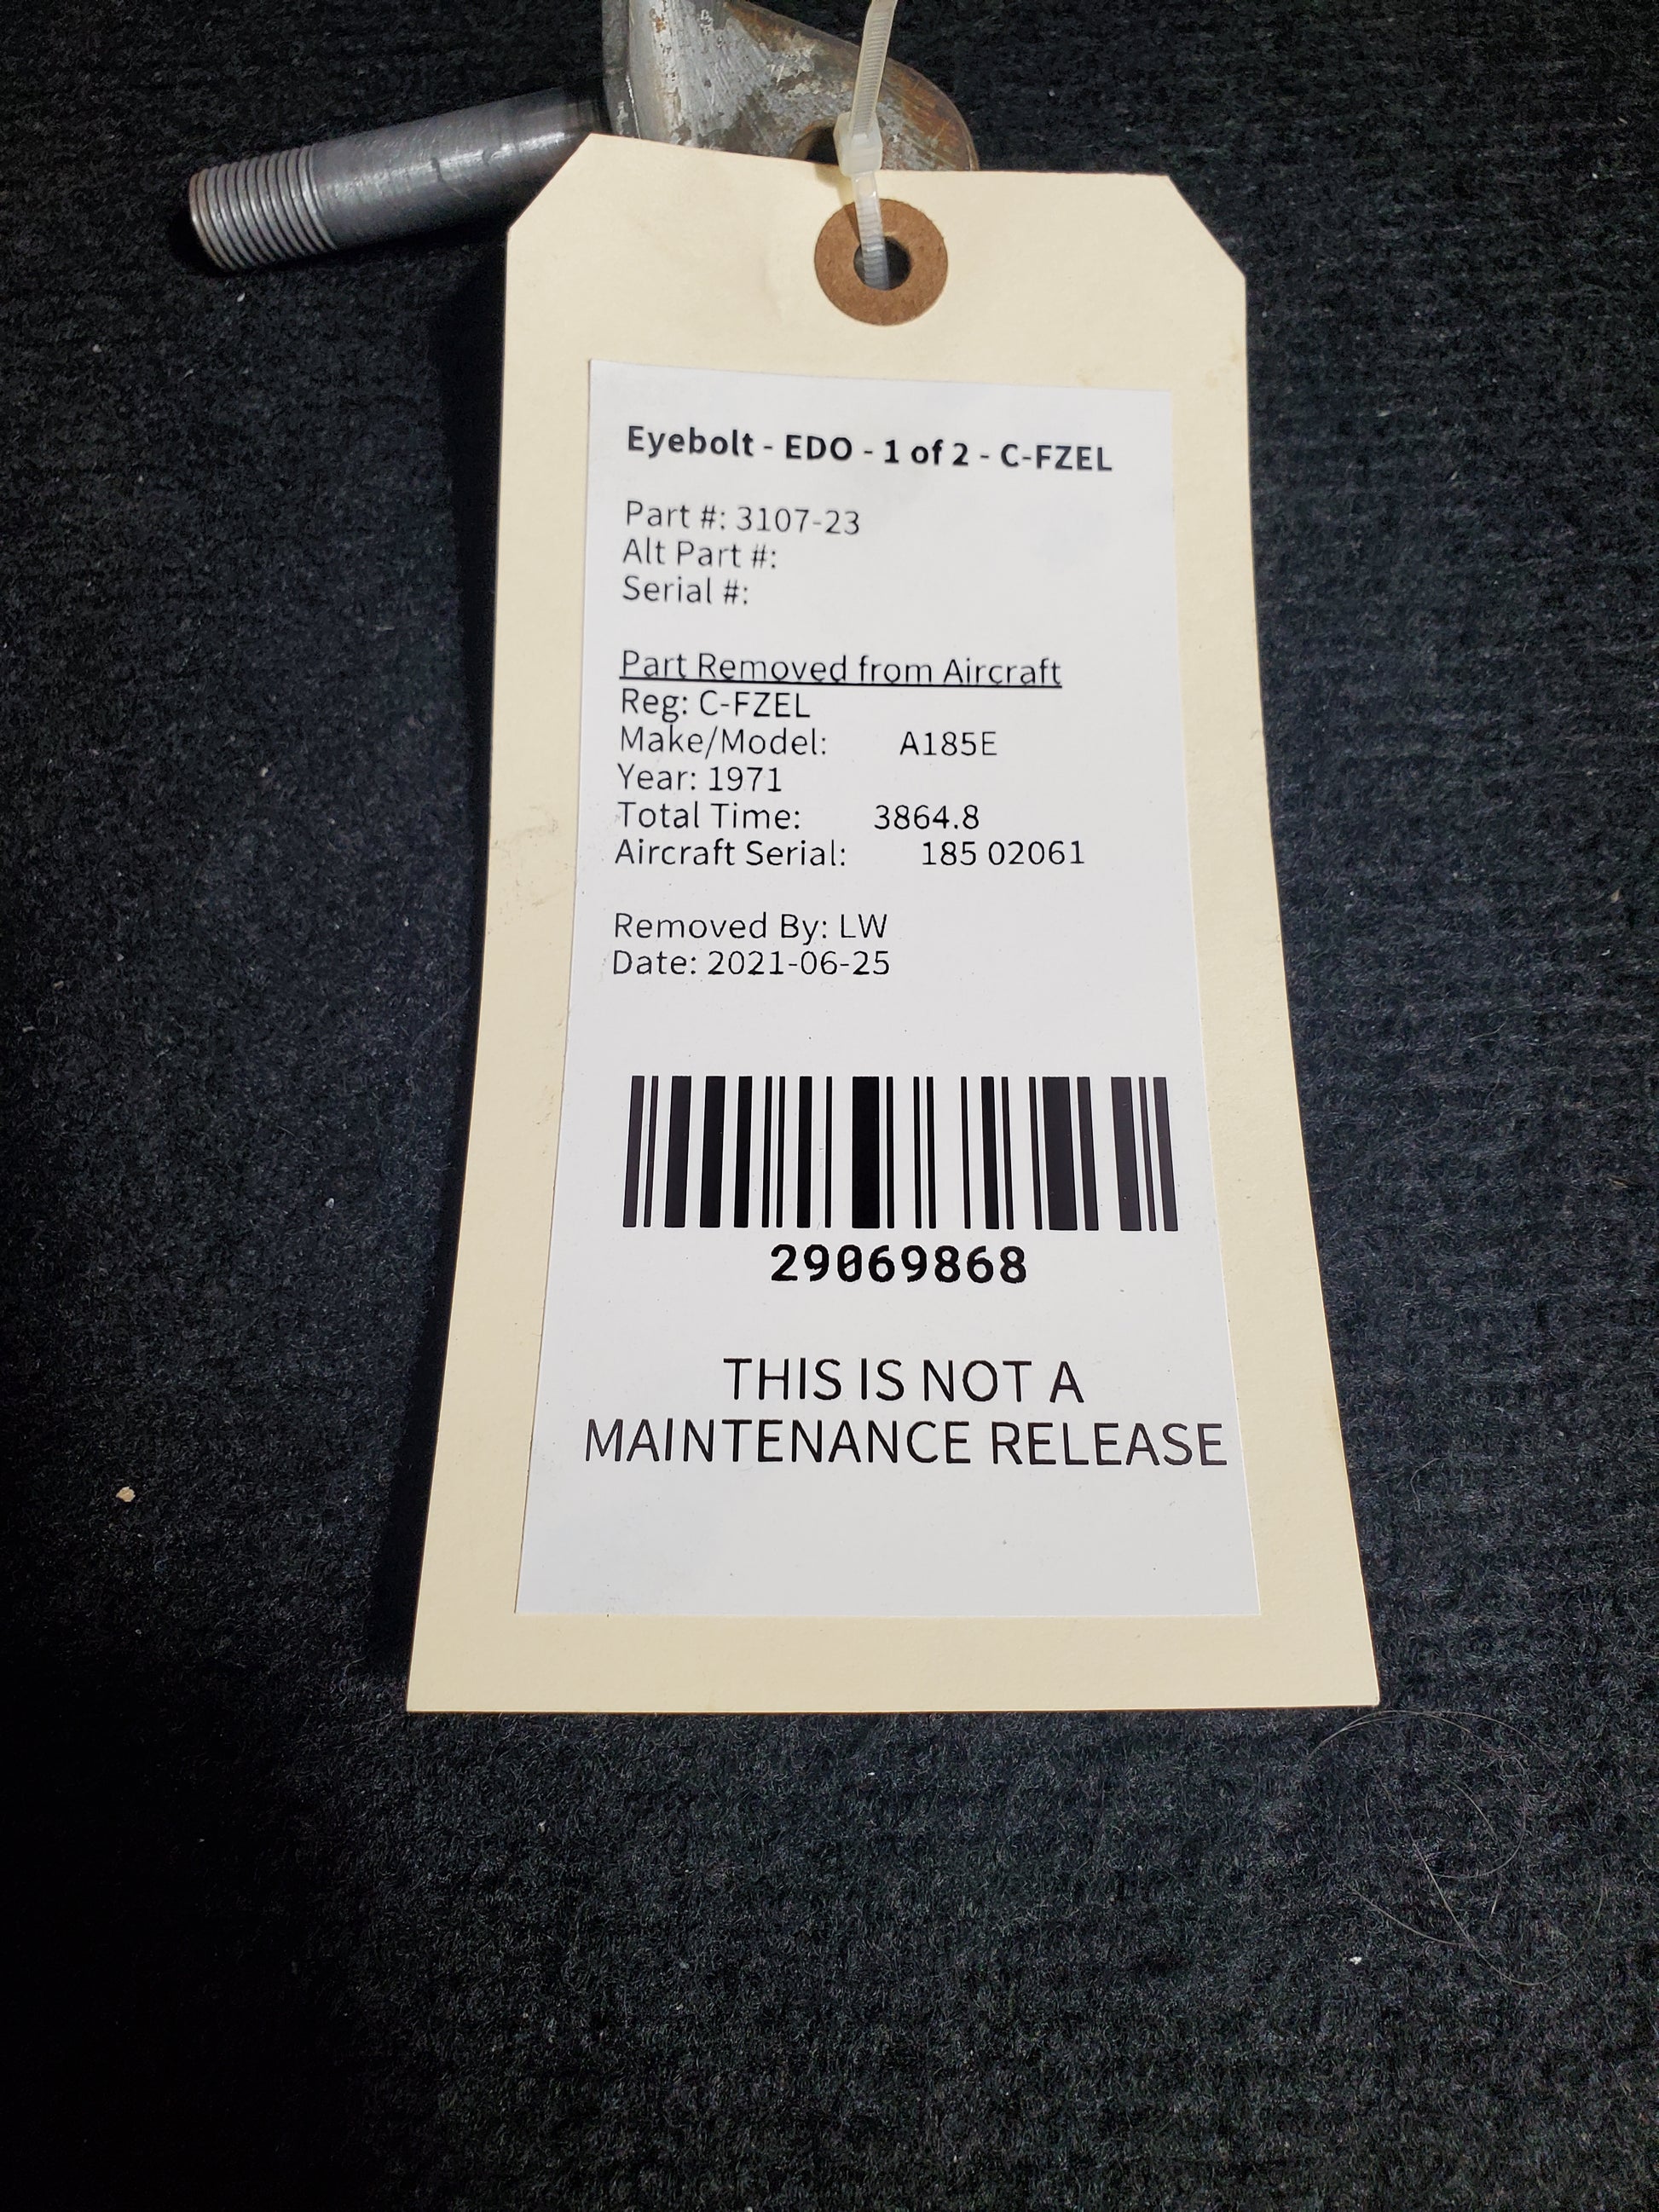 Eyebolt - EDO - 1 of 2 - C-FZEL
Part #: 3107-23
Alt Part #:
Serial #:
Part Removed from Aircraft
Reg: C-FZEL
Make/Model: A185E
Year: 1971
Total Time: 3864.8
Aircraft Serial: 185 02061
Removed By: LW
Date: 2021-06-25
29069868
THIS IS NOT A
MAINTENANCE RELEASE